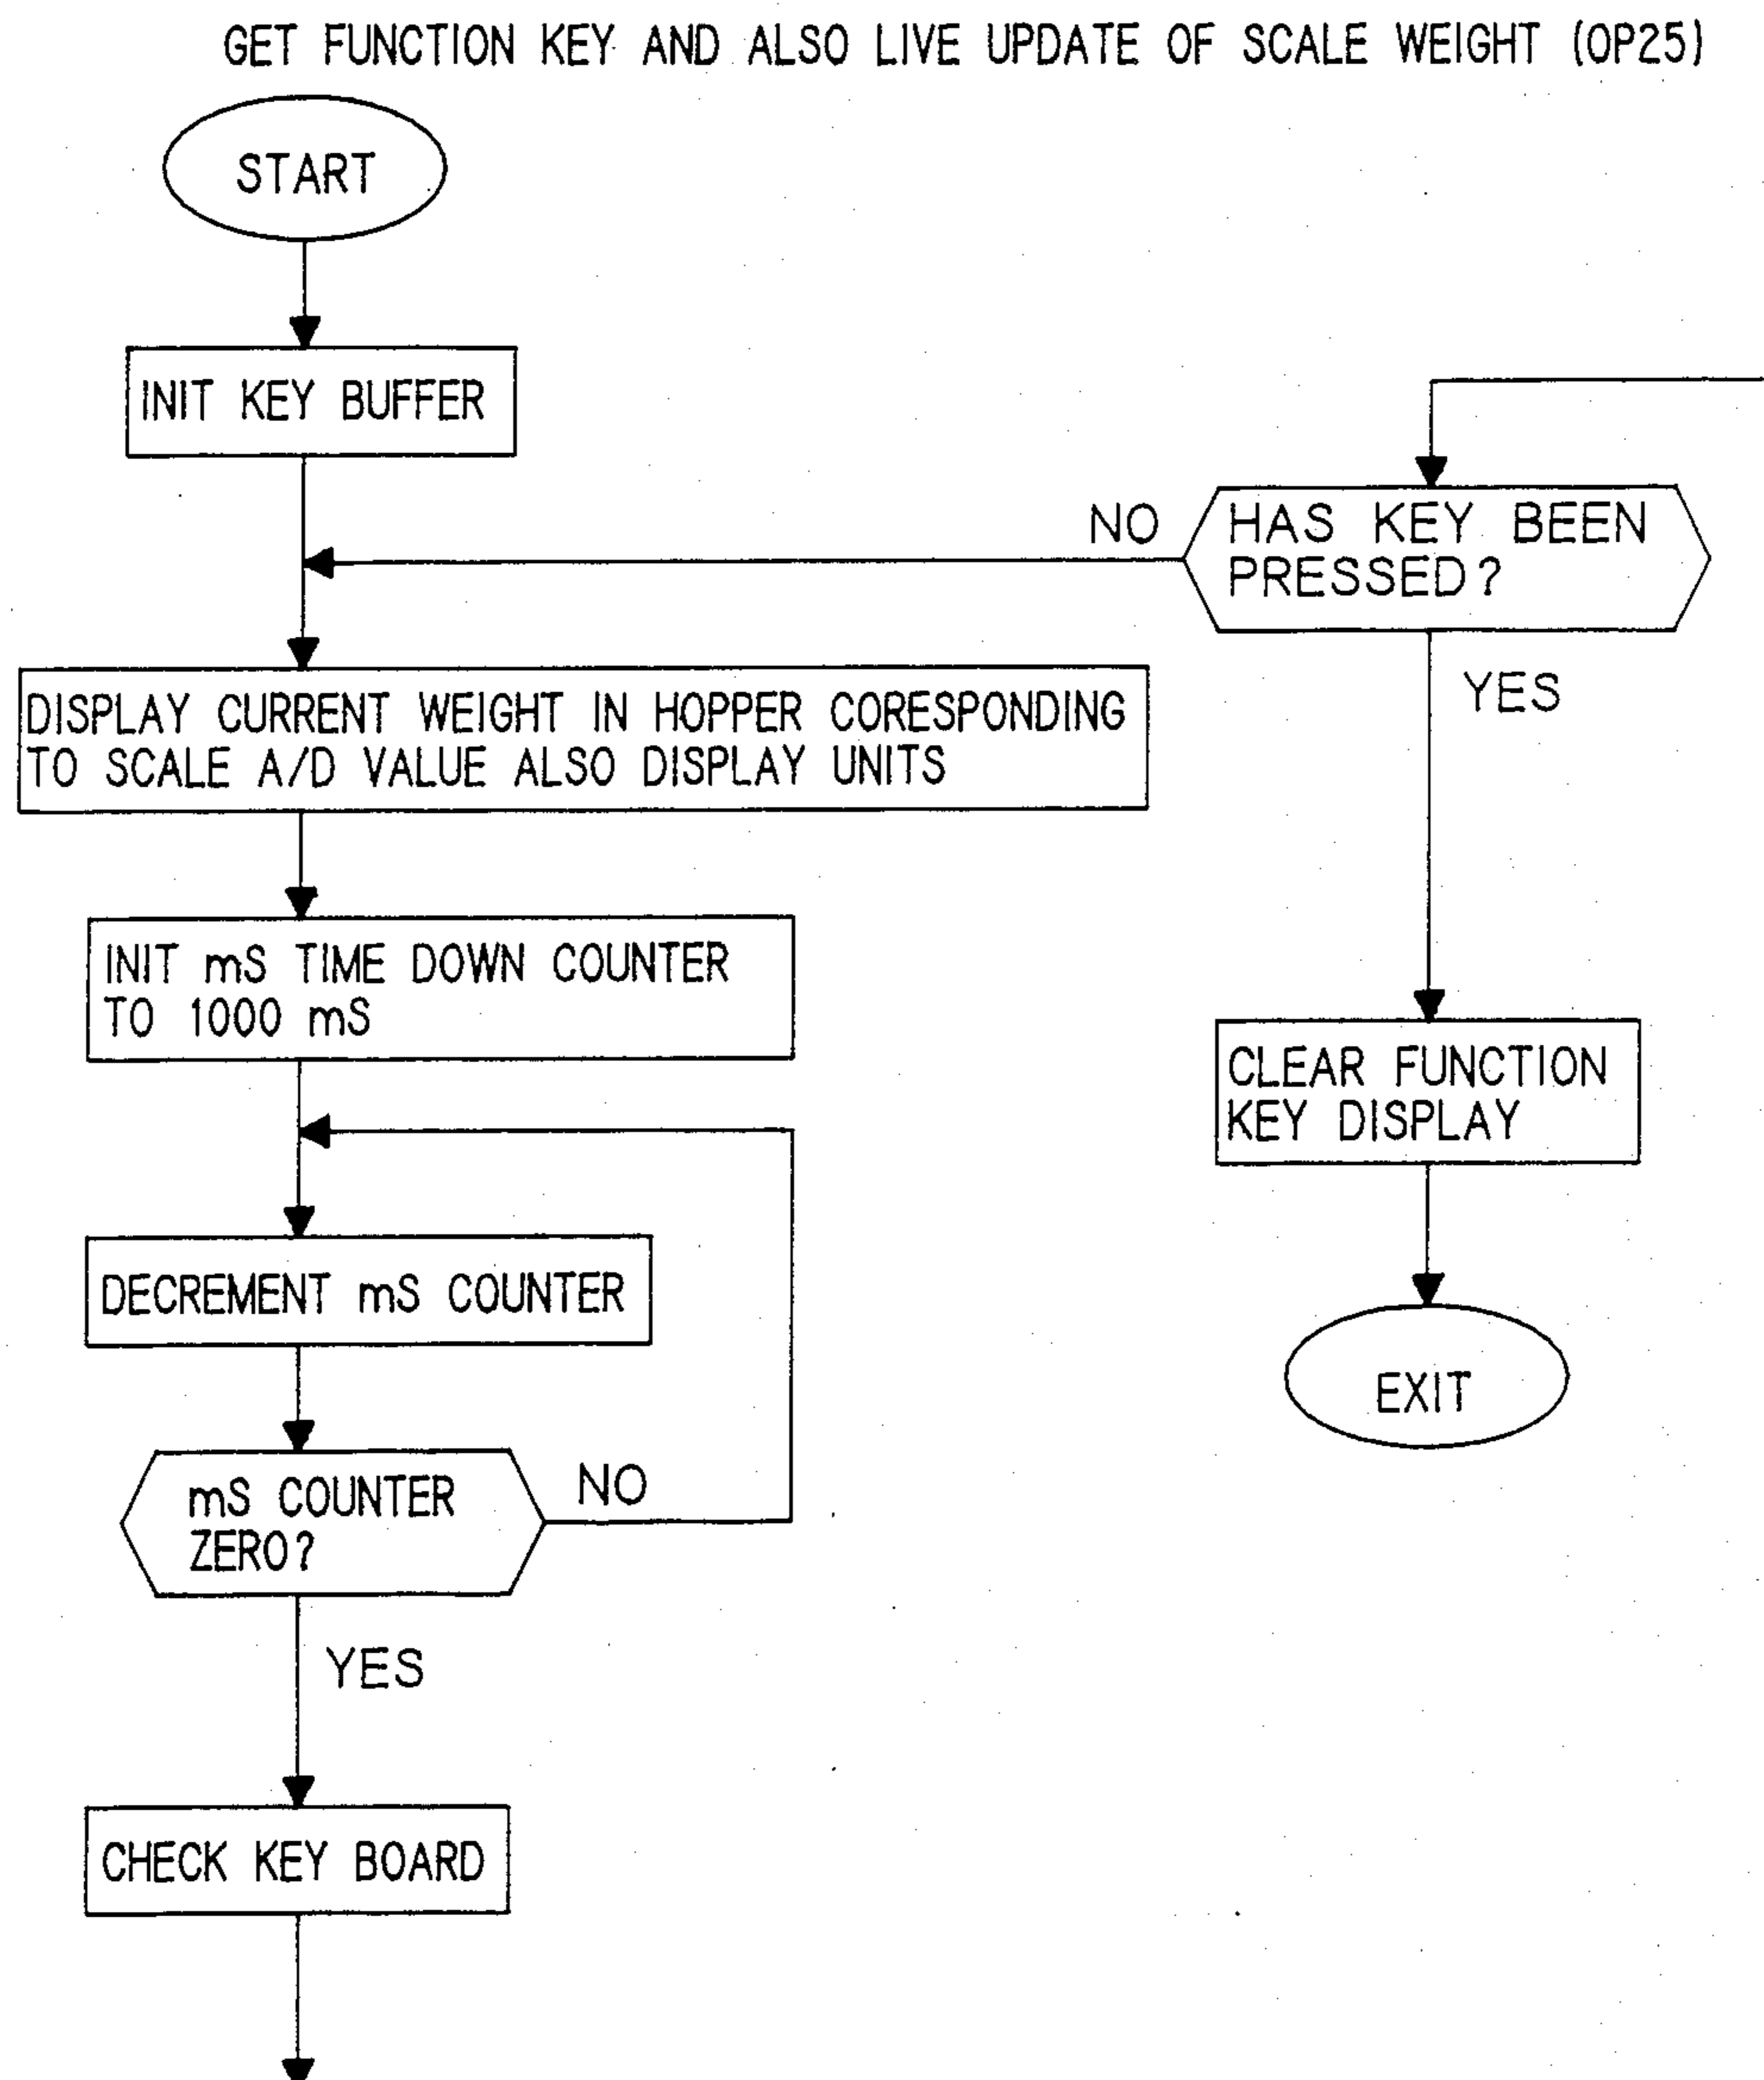 GET FUNCTION KEY AND ALSO LIVE UPDATE OF SCALE WEIGHT (OP25)
START
INIT KEY BUFFER
DISPLAY CURRENT WEIGHT IN HOPPER CORESPONDING
TO SCALE A/D VALUE ALSO DISPLAY UNITS
INIT mS TIME DOWN COUNTER
TO 1000 mS
DECREMENT mS COUNTER
mS COUNTER
ZERO?
NO
YES
CHECK KEY BOARD
HAS KEY BEEN
PRESSED?
NO
YES
CLEAR FUNCTION
KEY DISPLAY
EXIT